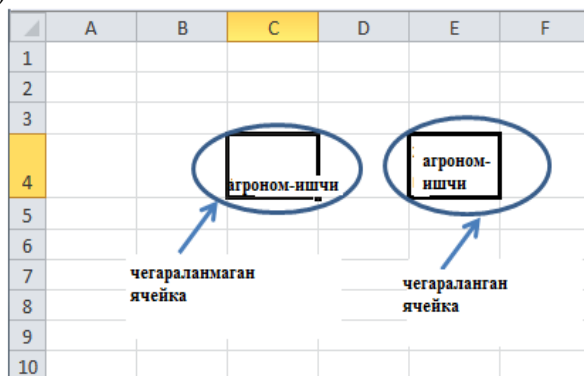 A B C D E F
1
2
3
4
агроном-ишчи
агроном-
ишчи
5
6
7
8
9
10
чегараланмаган
ячейка
чегараланган
ячейка